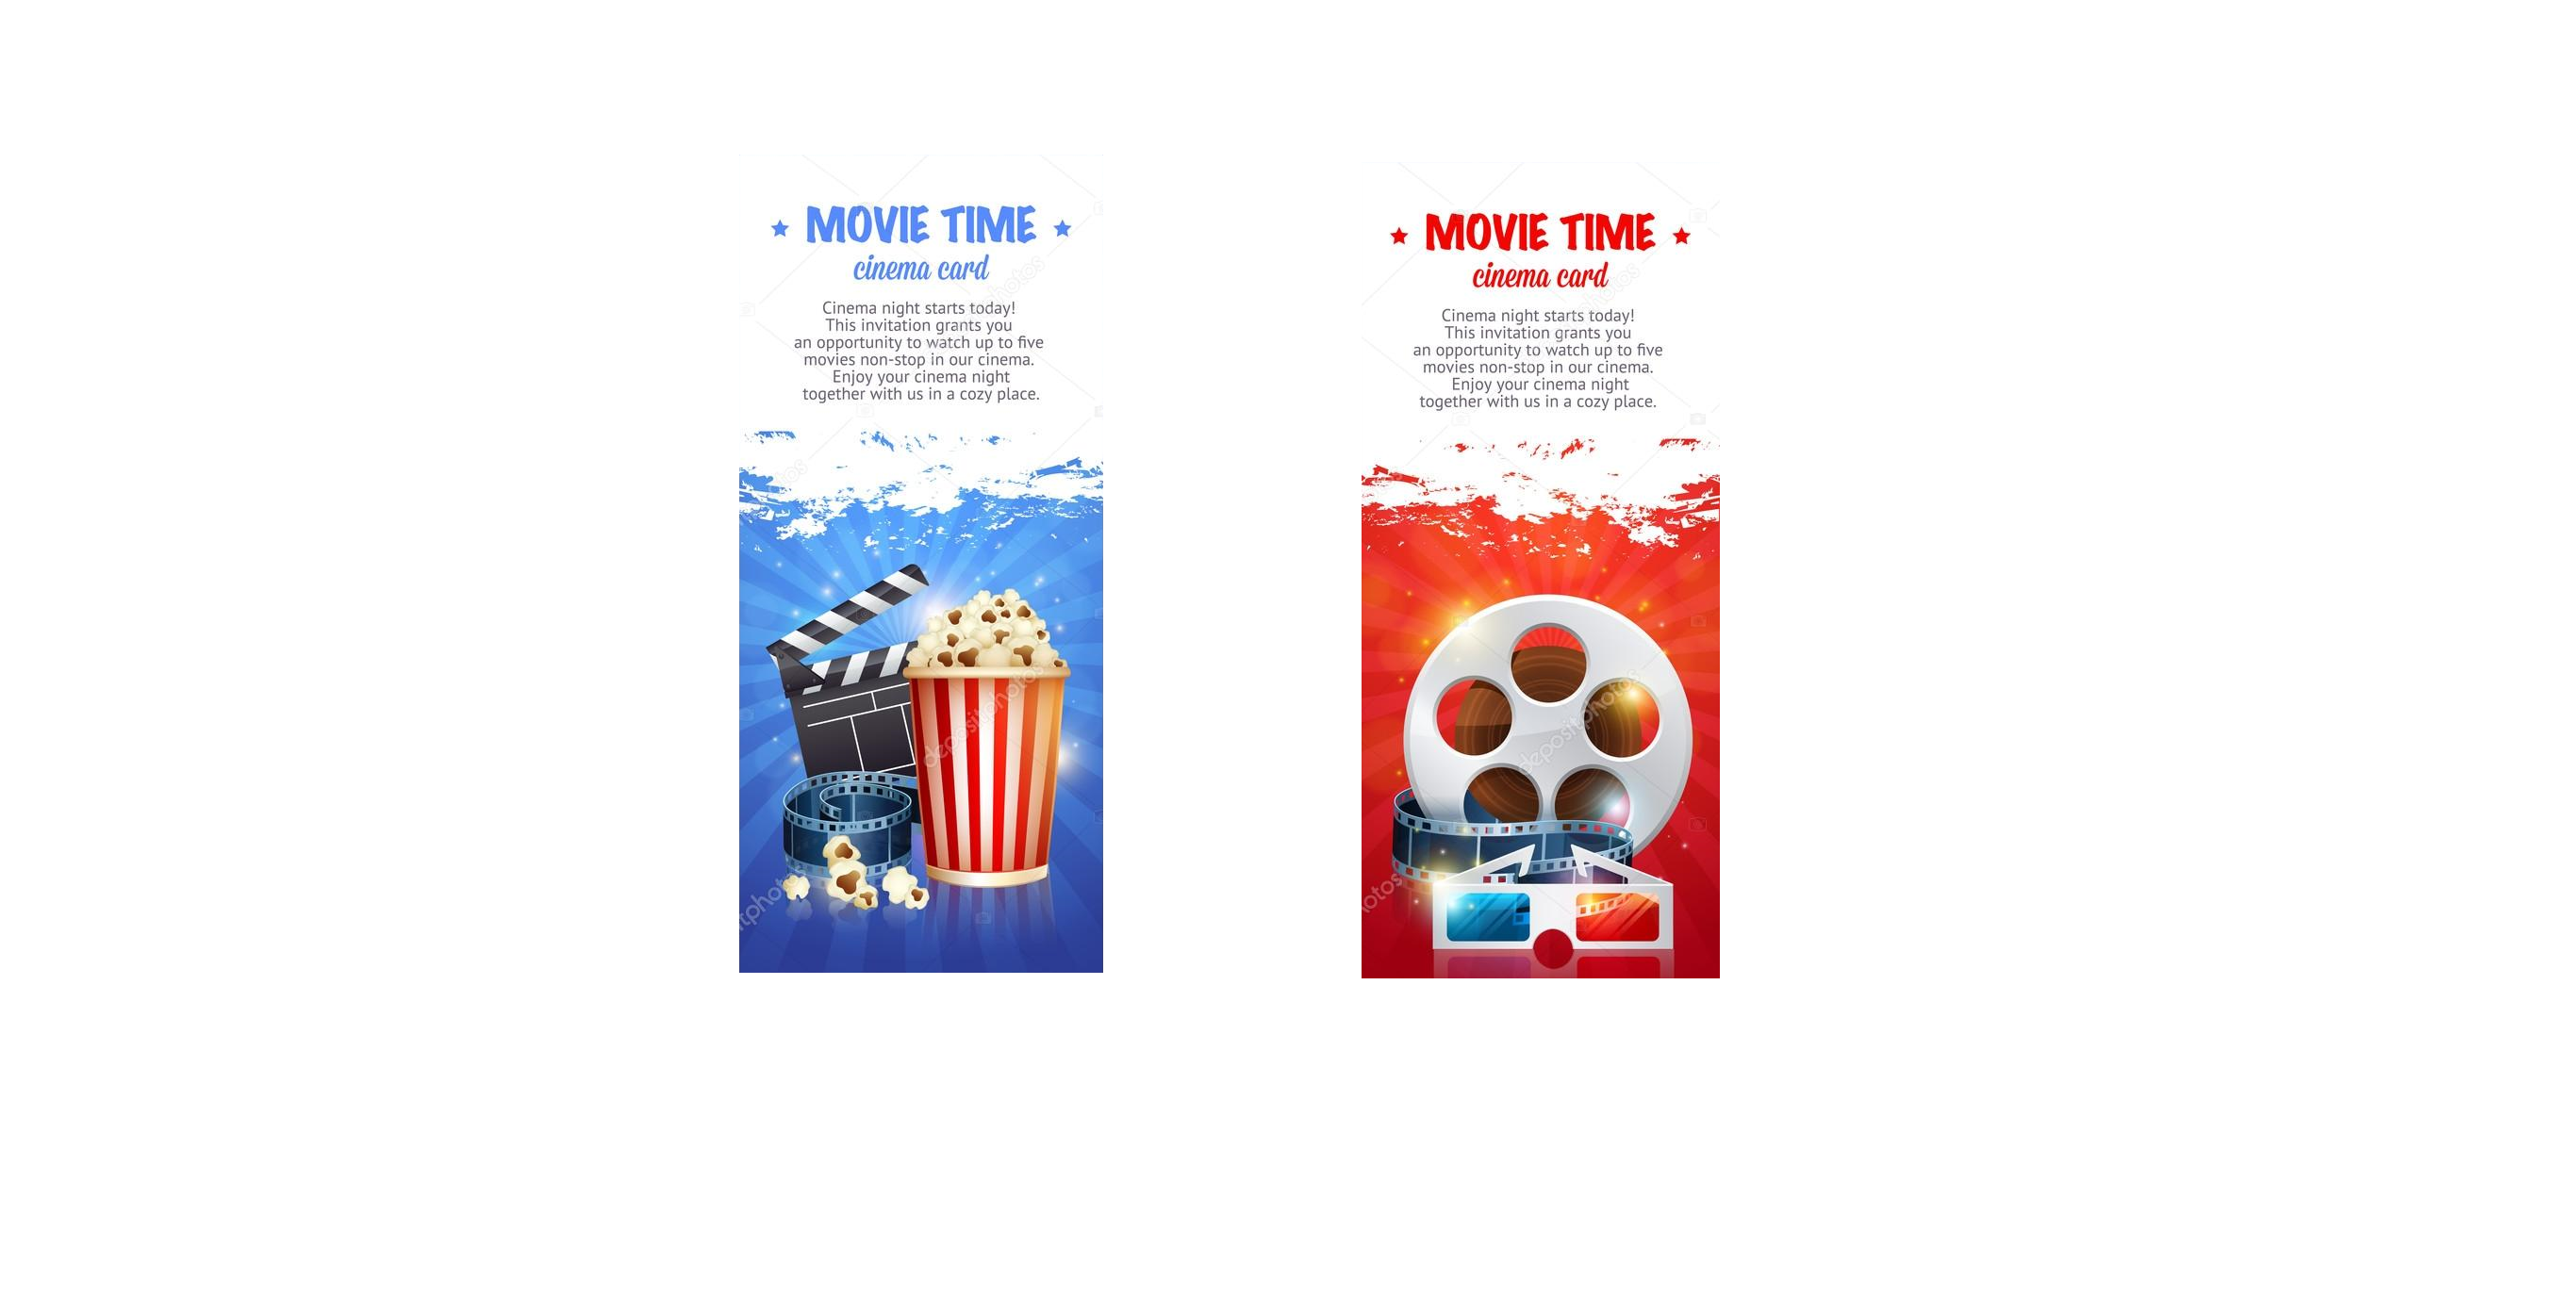 MOVIE TIME
cinema card
Cinema night starts today!
This invitation grants you
an opportunity to watch up to five
movies non-stop in our cinema.
Enjoy your cinema night
together with us in a cozy place.
depositphotos
MOVIE TIME
cinema card
Cinema night starts today!
This invitation grants you
an opportunity to watch up to five
movies non-stop in our cinema.
Enjoy your cinema night
together with us in a cozy place.
depositphotos